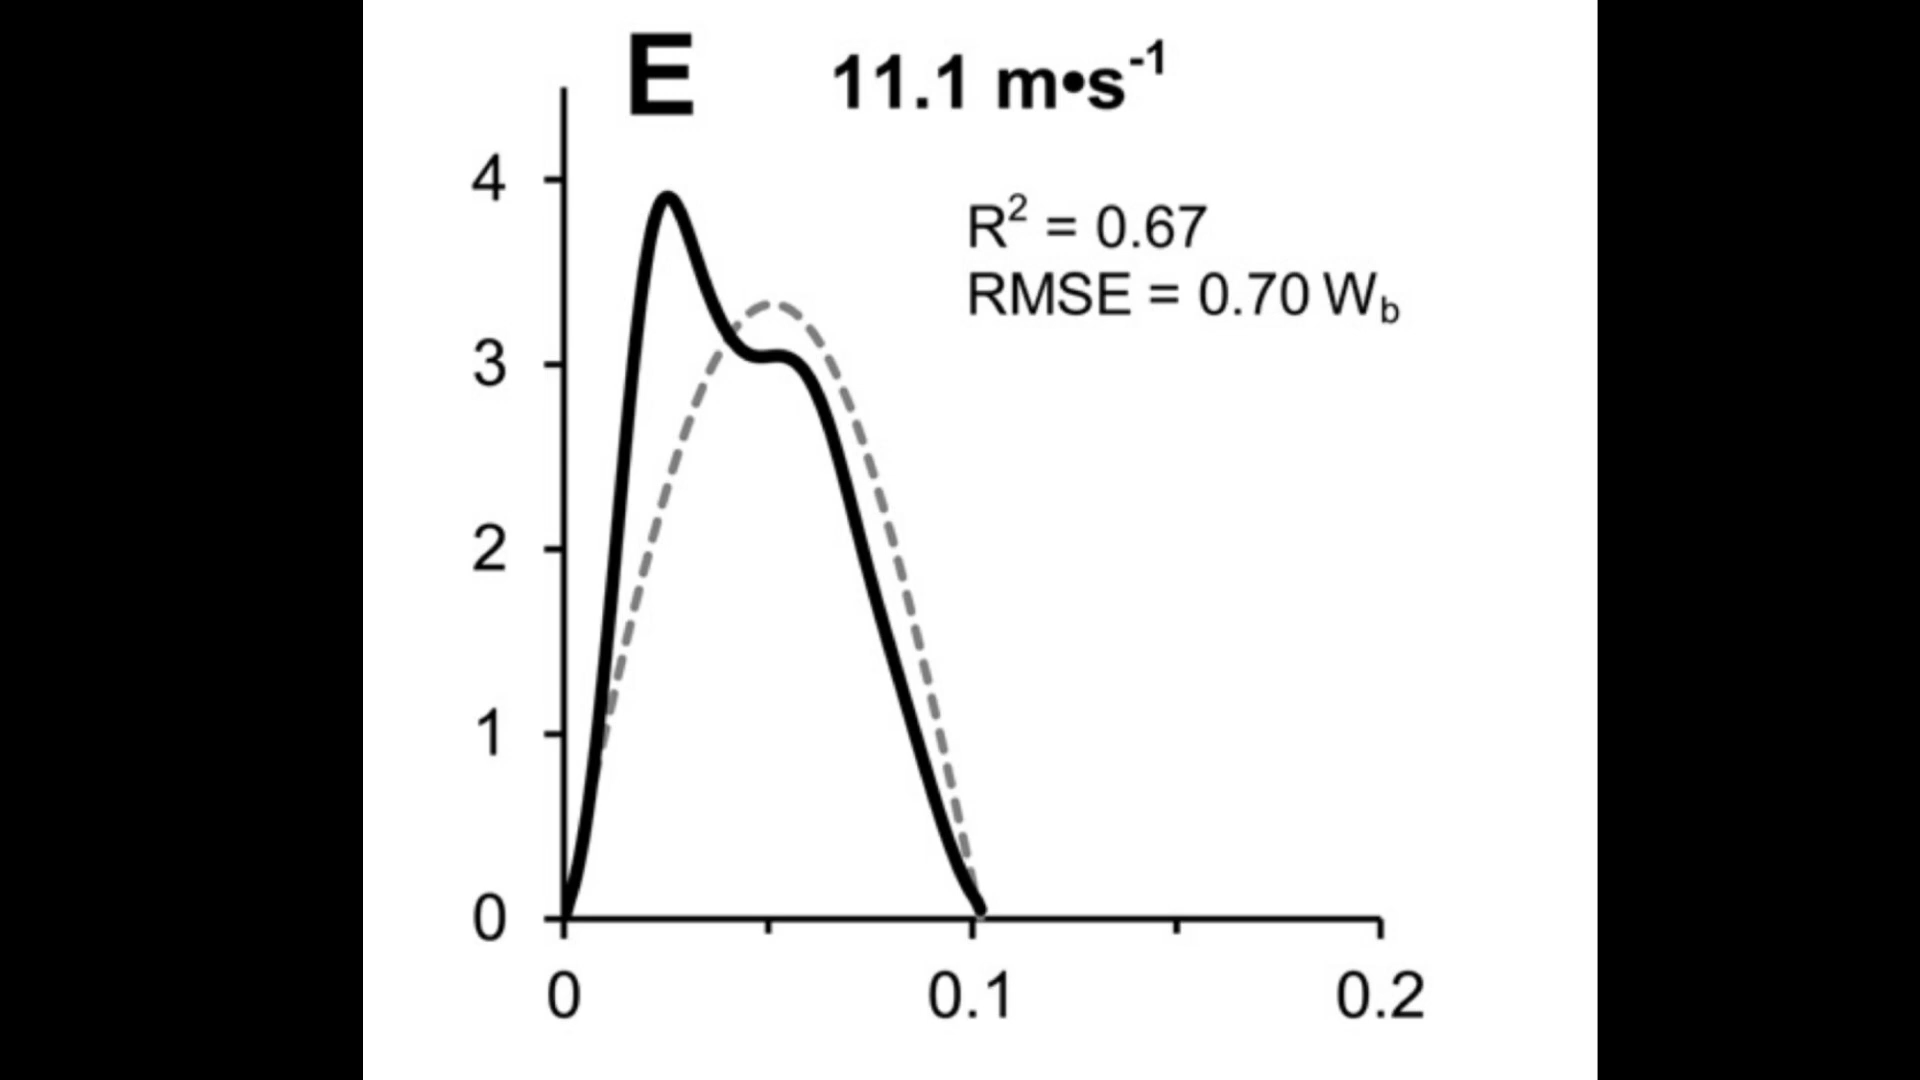 E 11.1 m•s⁻¹
4
R² = 0.67
RMSE = 0.70 W_b
3
2
1
0
0 0.1 0.2